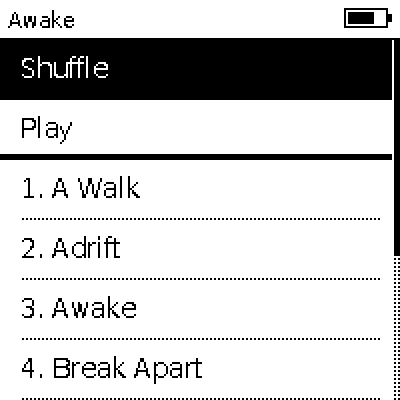 Awake
Shuffle
Play
1. A Walk
2. Adrift
3. Awake
4. Break Apart